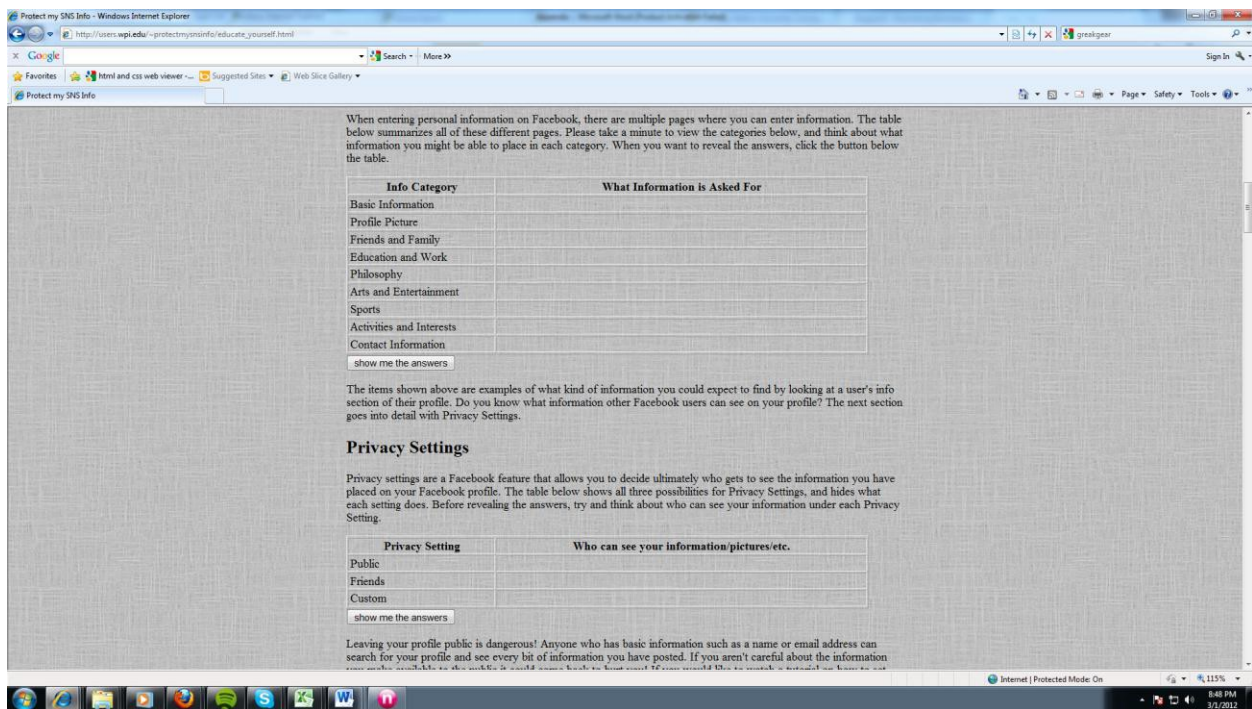 Protect my SNS Info - Windows Internet Explorer
http://users.wpi.edu/~protectmysnsinfo/educate_yourself.html
greakgear
Google
Search
More >>
Sign In
Favorites
html and css web viewer -...
Suggested Sites
Web Slice Gallery
Protect my SNS Info
Page
Safety
Tools
When entering personal information on Facebook, there are multiple pages where you can enter information. The table
below summarizes all of these different pages. Please take a minute to view the categories below, and think about what
information you might be able to place in each category. When you want to reveal the answers, click the button below
the table.
Info Category
What Information is Asked For
Basic Information
Profile Picture
Friends and Family
Education and Work
Philosophy
Arts and Entertainment
Sports
Activities and Interests
Contact Information
show me the answers
The items shown above are examples of what kind of information you could expect to find by looking at a user's info
section of their profile. Do you know what information other Facebook users can see on your profile? The next section
goes into detail with Privacy Settings.
Privacy Settings
Privacy settings are a Facebook feature that allows you to decide ultimately who gets to see the information you have
placed on your Facebook profile. The table below shows all three possibilities for Privacy Settings, and hides what
each setting does. Before revealing the answers, try and think about who can see your information under each Privacy
Setting.
Privacy Setting
Who can see your information/pictures/etc.
Public
Friends
Custom
show me the answers
Leaving your profile public is dangerous! Anyone who has basic information such as a name or email address can
search for your profile and see every bit of information you have posted. If you aren't careful about the information
Internet | Protected Mode: On
115%
8:48 PM
3/1/2012